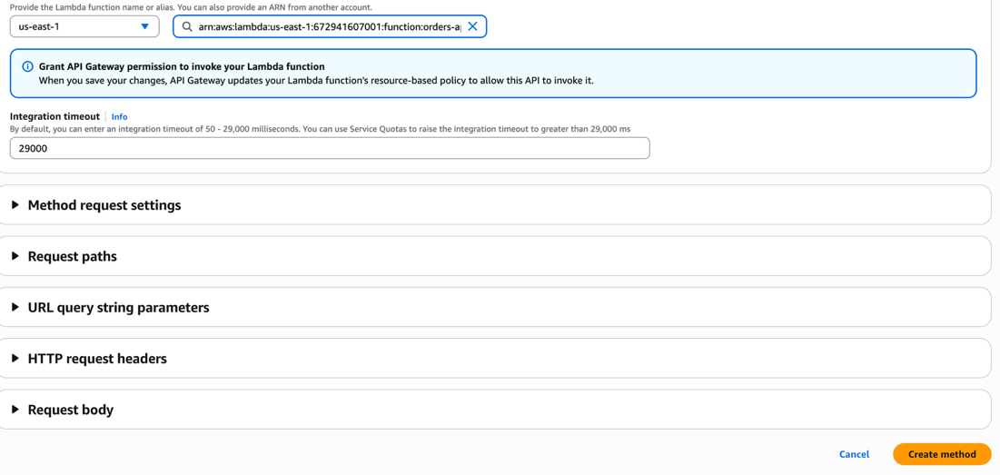 Provide the Lambda function name or alias. You can also provide an ARN from another account.
us-east-1
arn:aws:lambda:us-east-1:672941607001:function:orders-a
Grant API Gateway permission to invoke your Lambda function
When you save your changes, API Gateway updates your Lambda function's resource-based policy to allow this API to invoke it.
Integration timeout Info
By default, you can enter an integration timeout of 50 - 29,000 milliseconds. You can use Service Quotas to raise the integration timeout to greater than 29,000 ms
29000
Method request settings
Request paths
URL query string parameters
HTTP request headers
Request body
Cancel
Create method